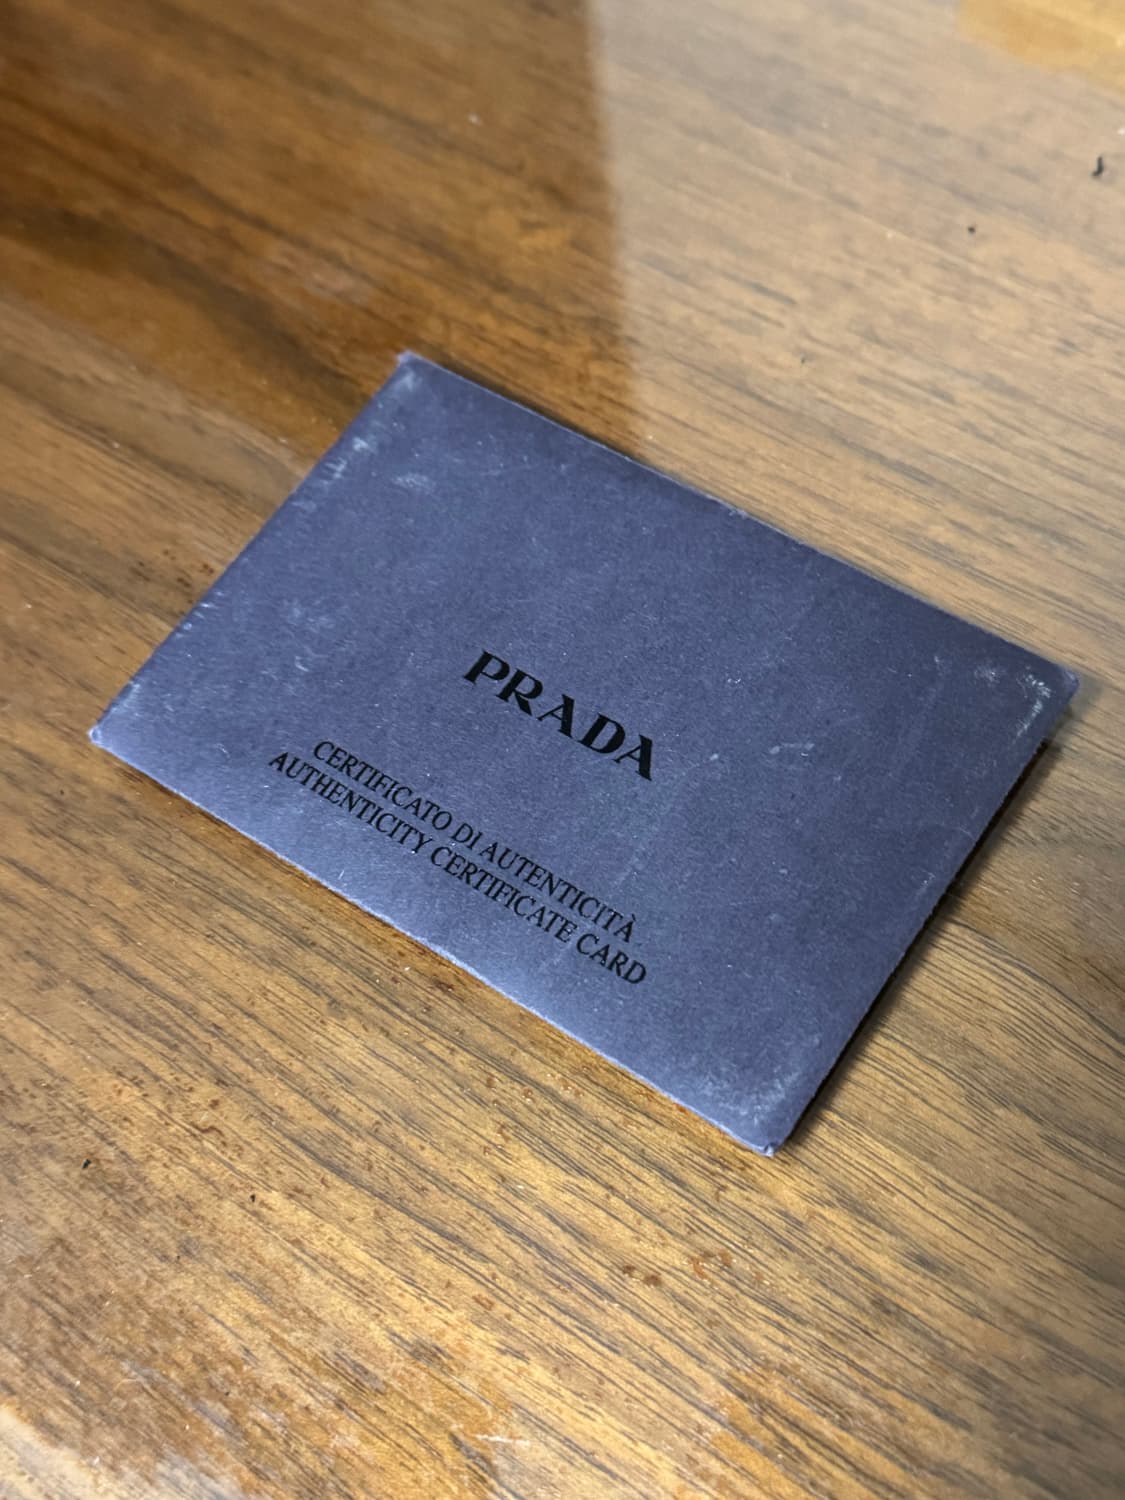 PRADA
CERTIFICATO DI AUTENTICITÀ
AUTHENTICITY CERTIFICATE CARD